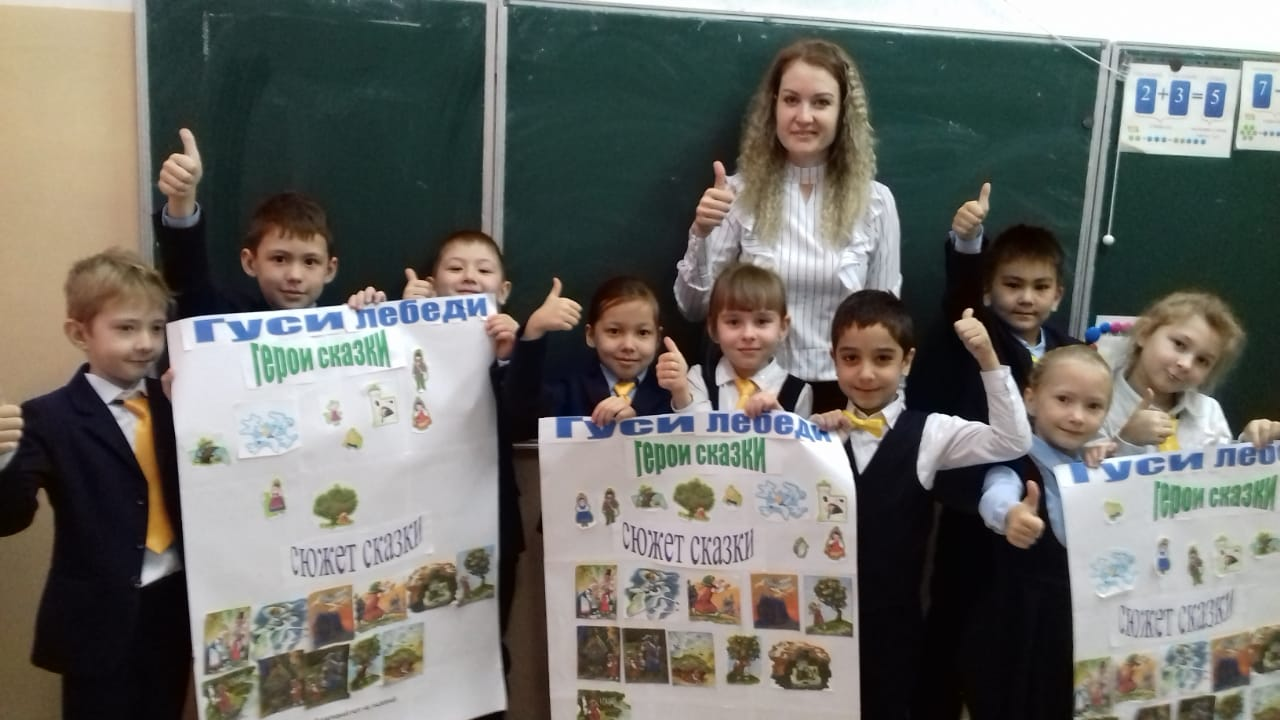 Гуси лебеди
герои сказки
сюжет сказки
Гуси лебеди
герои сказки
сюжет сказки
Гуси лебе
герои сказки
сюжет сказки
2 + 3 = 5
7 -